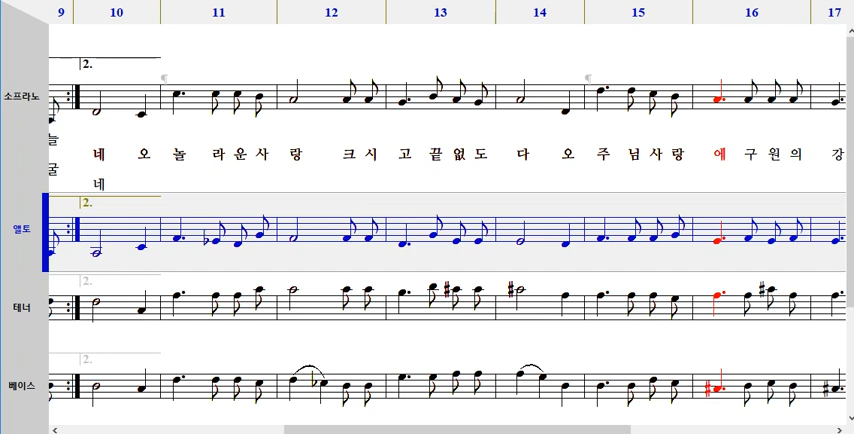 9 10 11 12 13 14 15 16 17
2.
소프라노
늘
네 오 놀 라 운 사 랑 크 시 고 끝 없 도 다 오 주 님 사 랑 에 구 원 의 강
굴
네
2.
앨토
2.
테너
2.
베이스